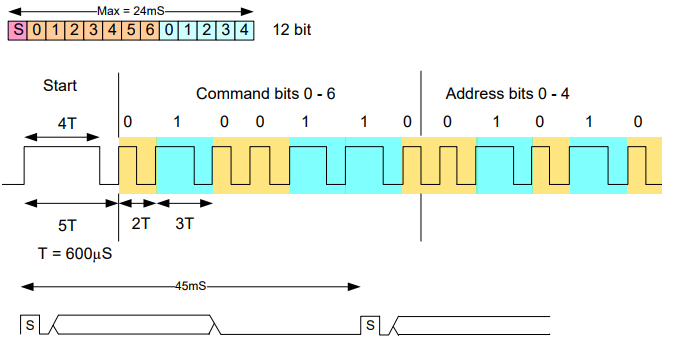 Max = 24mS
S 0 1 2 3 4 5 6 0 1 2 3 4 12 bit
Start
Command bits 0 - 6 Address bits 0 - 4
4T 0 1 0 0 1 1 0 0 1 0 1 0
5T 2T 3T
T = 600µS
45mS
S S